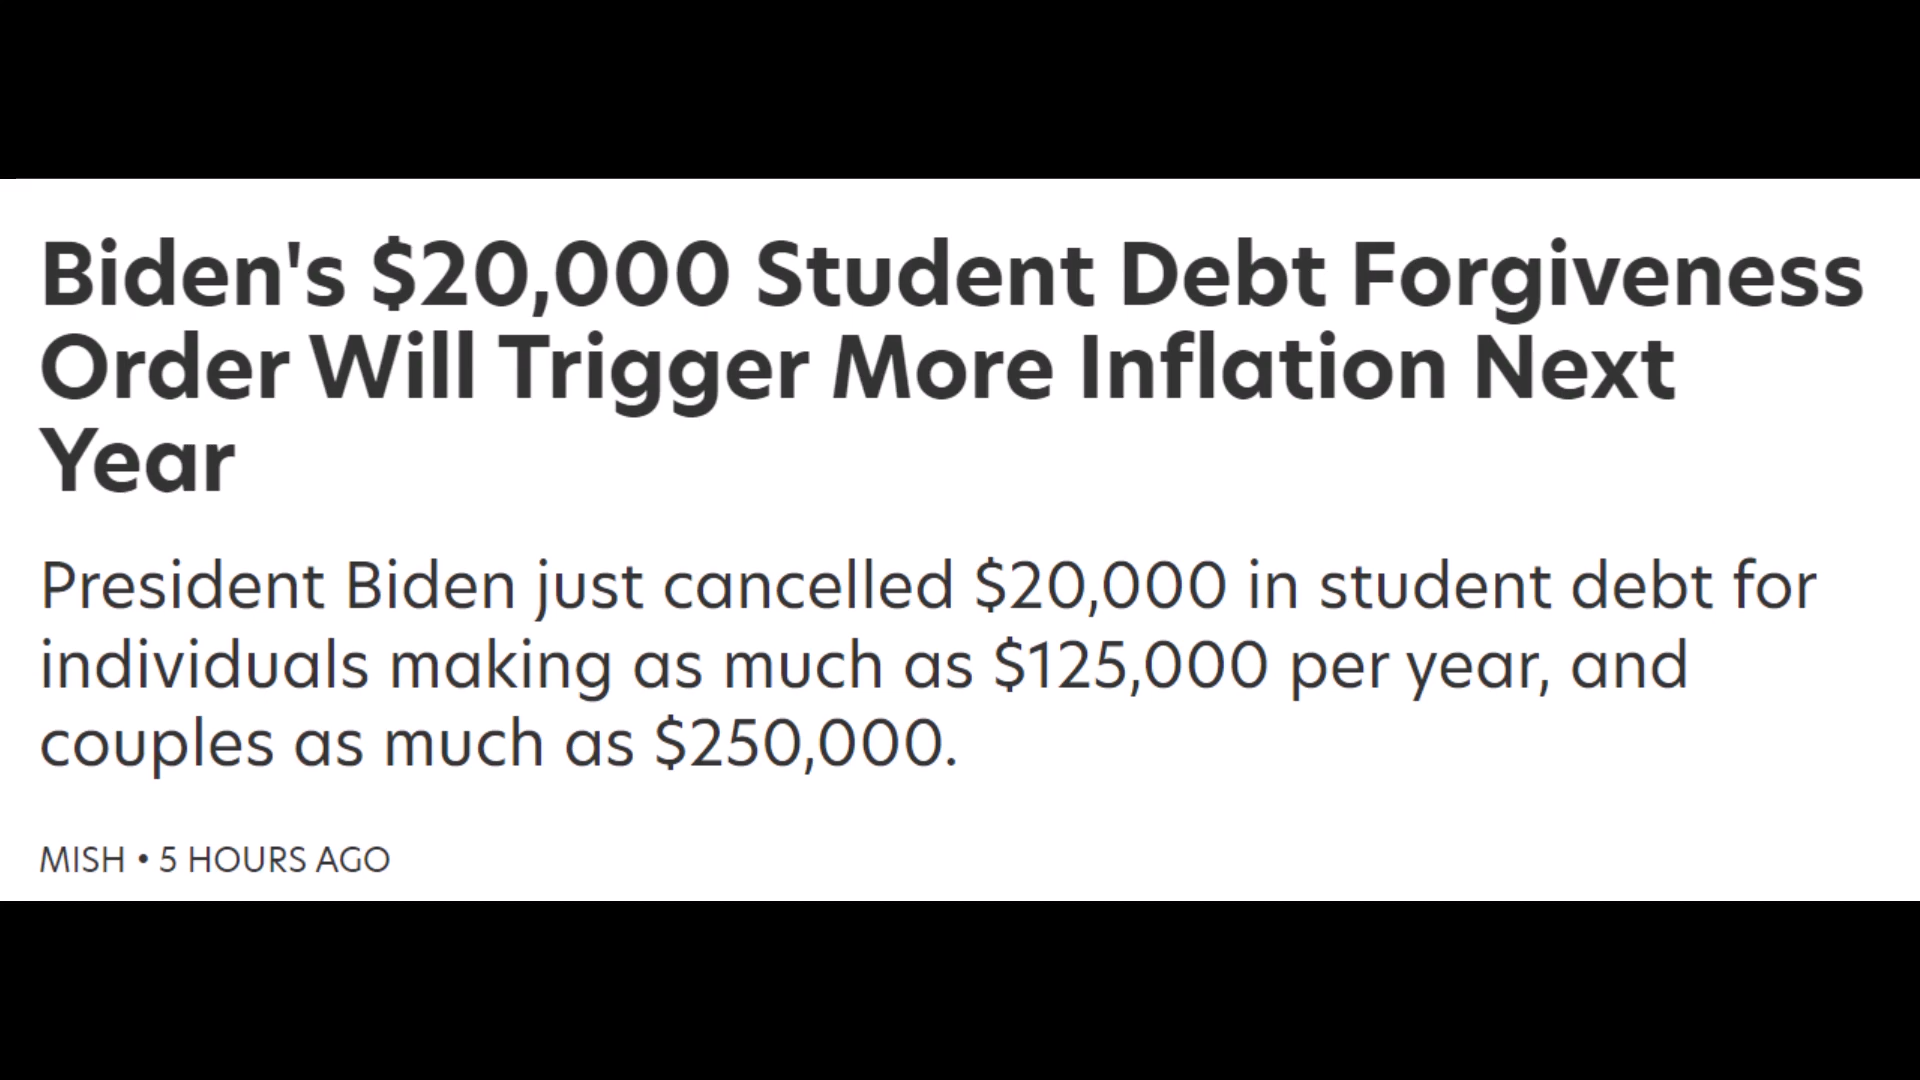 Biden's $20,000 Student Debt Forgiveness
Order Will Trigger More Inflation Next
Year
President Biden just cancelled $20,000 in student debt for
individuals making as much as $125,000 per year, and
couples as much as $250,000.
MISH • 5 HOURS AGO